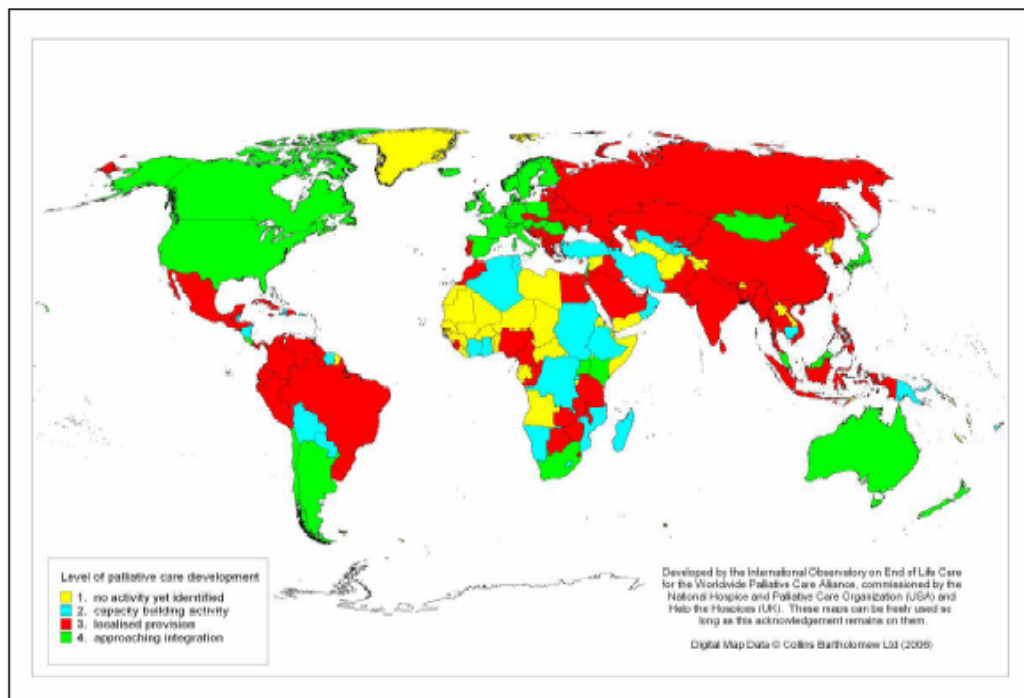 Level of palliative care development
1. no activity yet identified
2. capacity building activity
3. localised provision
4. approaching integration
Developed by the International Observatory on End of Life Care
for the Worldwide Palliative Care Alliance, commissioned by the
National Hospice and Palliative Care Organization (USA) and
Help the Hospices (UK). These maps can be freely used so
long as this acknowledgement remains on them.
Digital Map Data © Collins Bartholomew Ltd (2006)